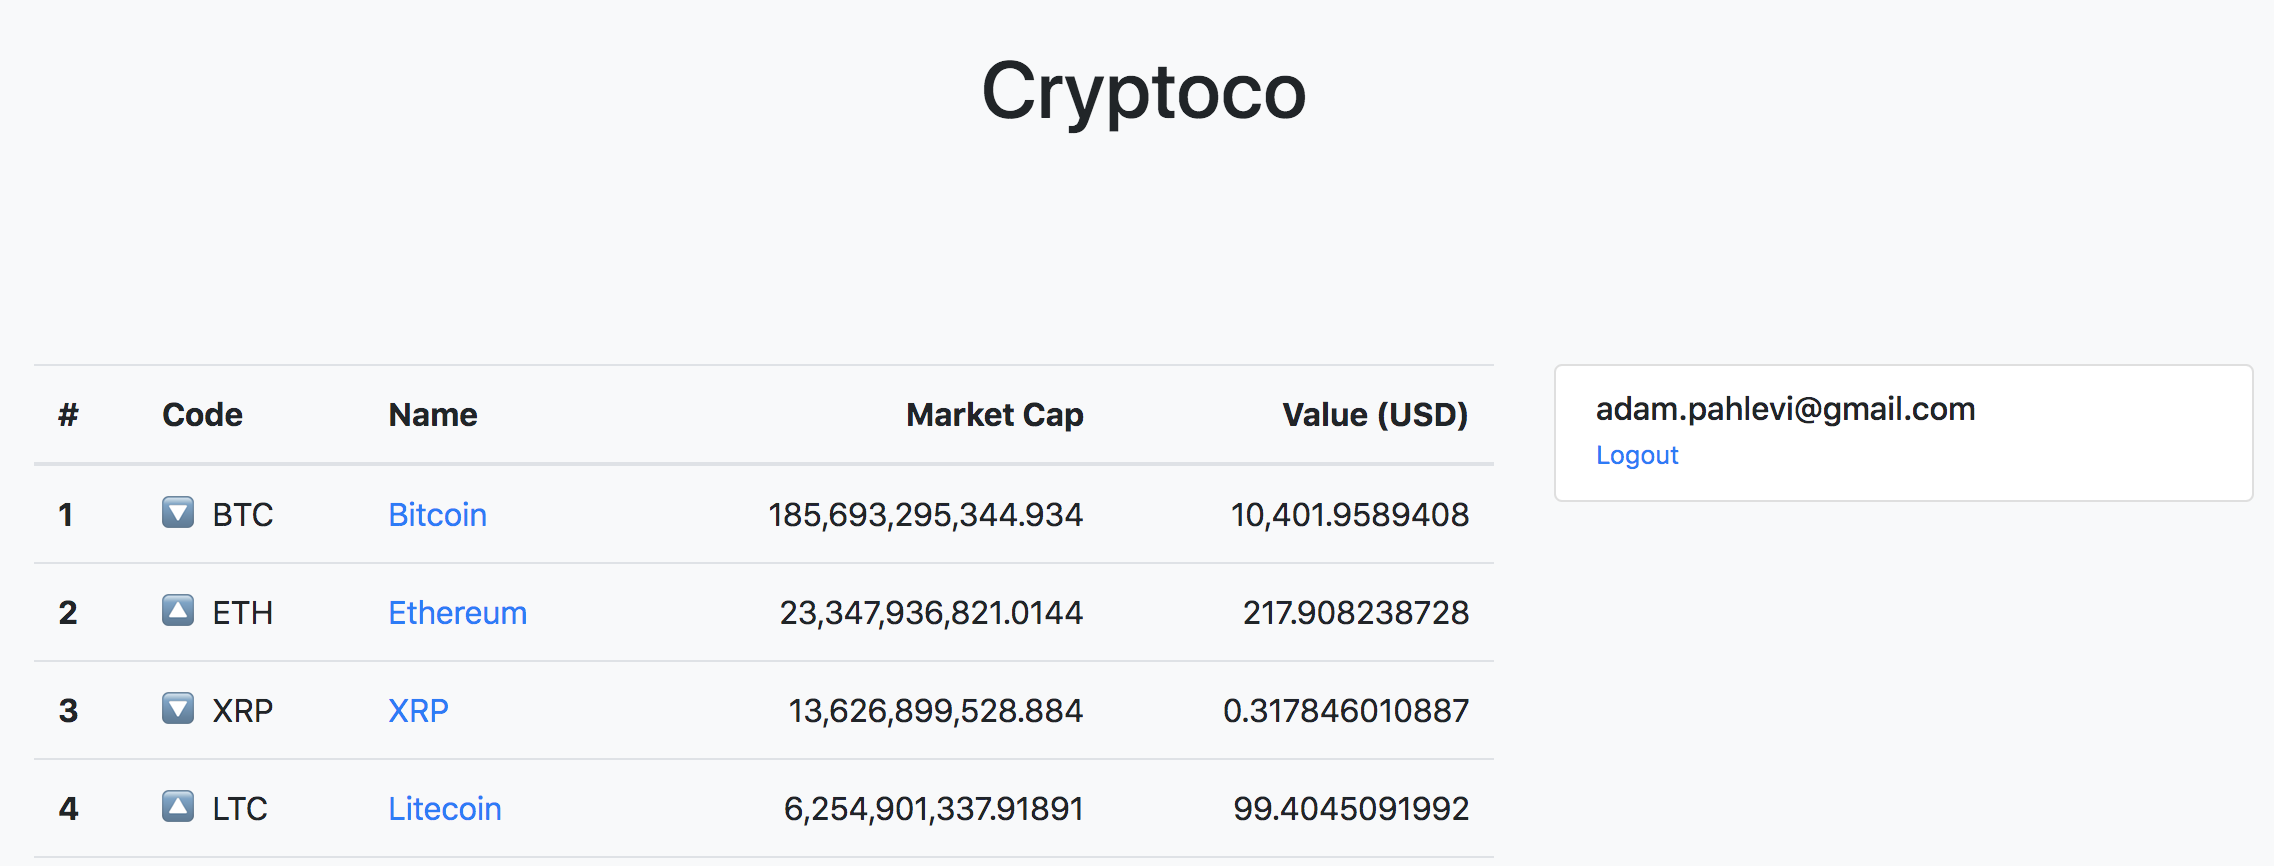 Cryptoco
# Code Name Market Cap Value (USD)
1 🔽 BTC Bitcoin 185,693,295,344.934 10,401.9589408
2 🔼 ETH Ethereum 23,347,936,821.0144 217.908238728
3 🔽 XRP XRP 13,626,899,528.884 0.317846010887
4 🔼 LTC Litecoin 6,254,901,337.91891 99.4045091992
adam.pahlevi@gmail.com
Logout